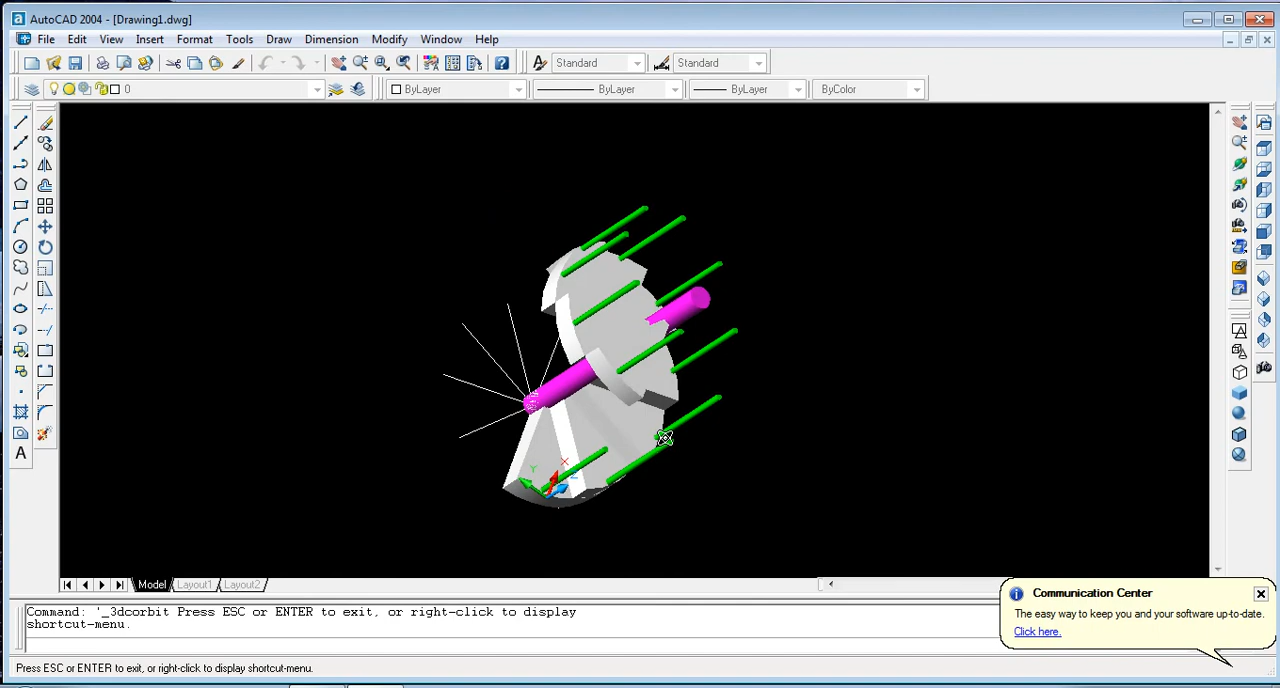 AutoCAD 2004 - [Drawing1.dwg]
File Edit View Insert Format Tools Draw Dimension Modify Window Help
Standard Standard
0 ByLayer ByLayer ByLayer ByColor
A
X
Y
Z
Model Layout1 Layout2
Command: '_3dcorbit Press ESC or ENTER to exit, or right-click to display
shortcut-menu.
Communication Center
The easy way to keep you and your software up-to-date.
Click here.
Press ESC or ENTER to exit, or right-click to display shortcut-menu.